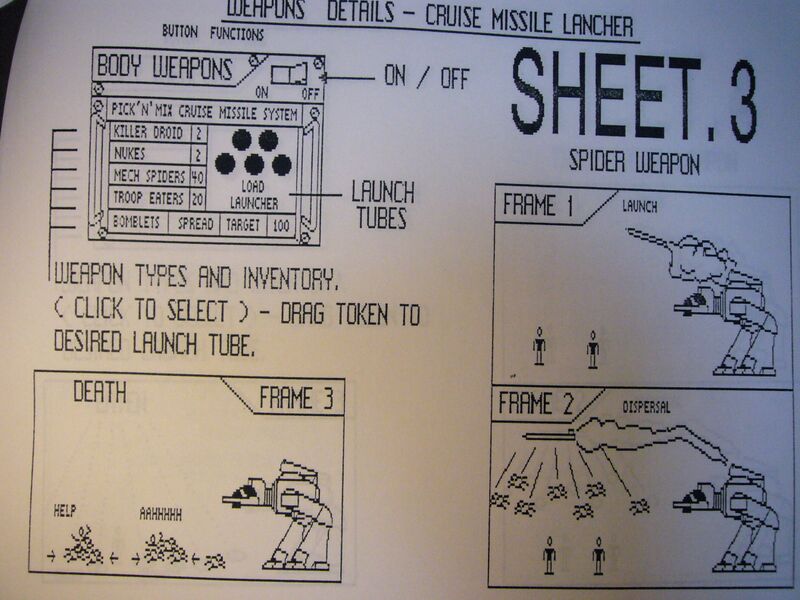 WEAPONS DETAILS - CRUISE MISSILE LANCHER
BUTTON FUNCTIONS
BODY WEAPONS
ON OFF
ON / OFF
PICK'N'MIX CRUISE MISSILE SYSTEM
KILLER DROID 2
NUKES 2
MECH SPIDERS 40
TROOP EATERS 20
LOAD
LAUNCHER
BOMBLETS SPREAD TARGET 100
LAUNCH
TUBES
WEAPON TYPES AND INVENTORY.
( CLICK TO SELECT ) - DRAG TOKEN TO
DESIRED LAUNCH TUBE.
SHEET.3
SPIDER WEAPON
FRAME 1
LAUNCH
FRAME 2
DISPERSAL
DEATH
FRAME 3
HELP
AAHHHHH